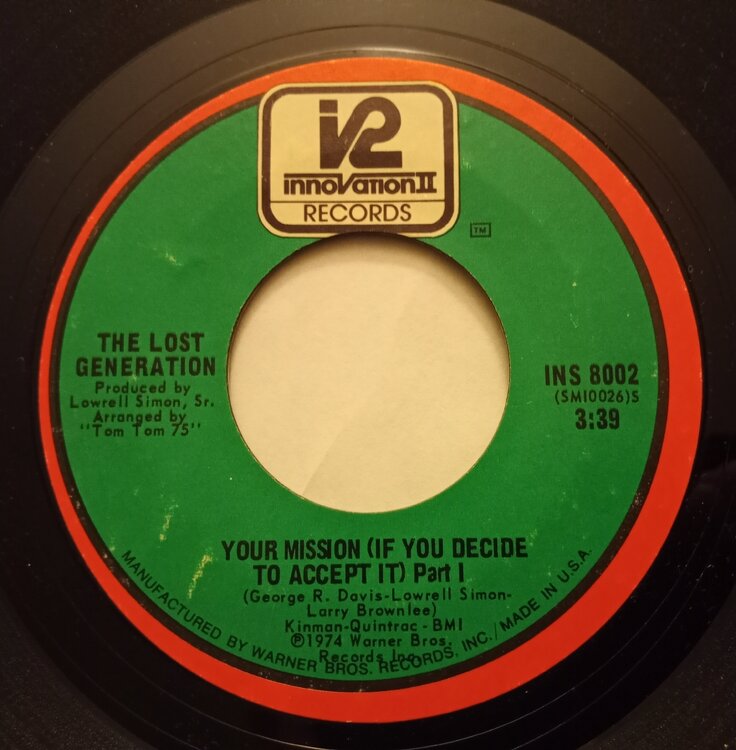 i2
innovation II
RECORDS
TM
THE LOST
GENERATION
Produced by
Lowrell Simon, Sr.
Arranged by
"Tom Tom 75"
INS 8002
(SMI0026)S
3:39
YOUR MISSION (IF YOU DECIDE
TO ACCEPT IT) Part I
(George R. Davis-Lowrell Simon-
Larry Brownlee)
Kinman-Quintrac - BMI
℗1974 Warner Bros.
Records Inc.
MANUFACTURED BY WARNER BROS. RECORDS, INC./MADE IN U.S.A.